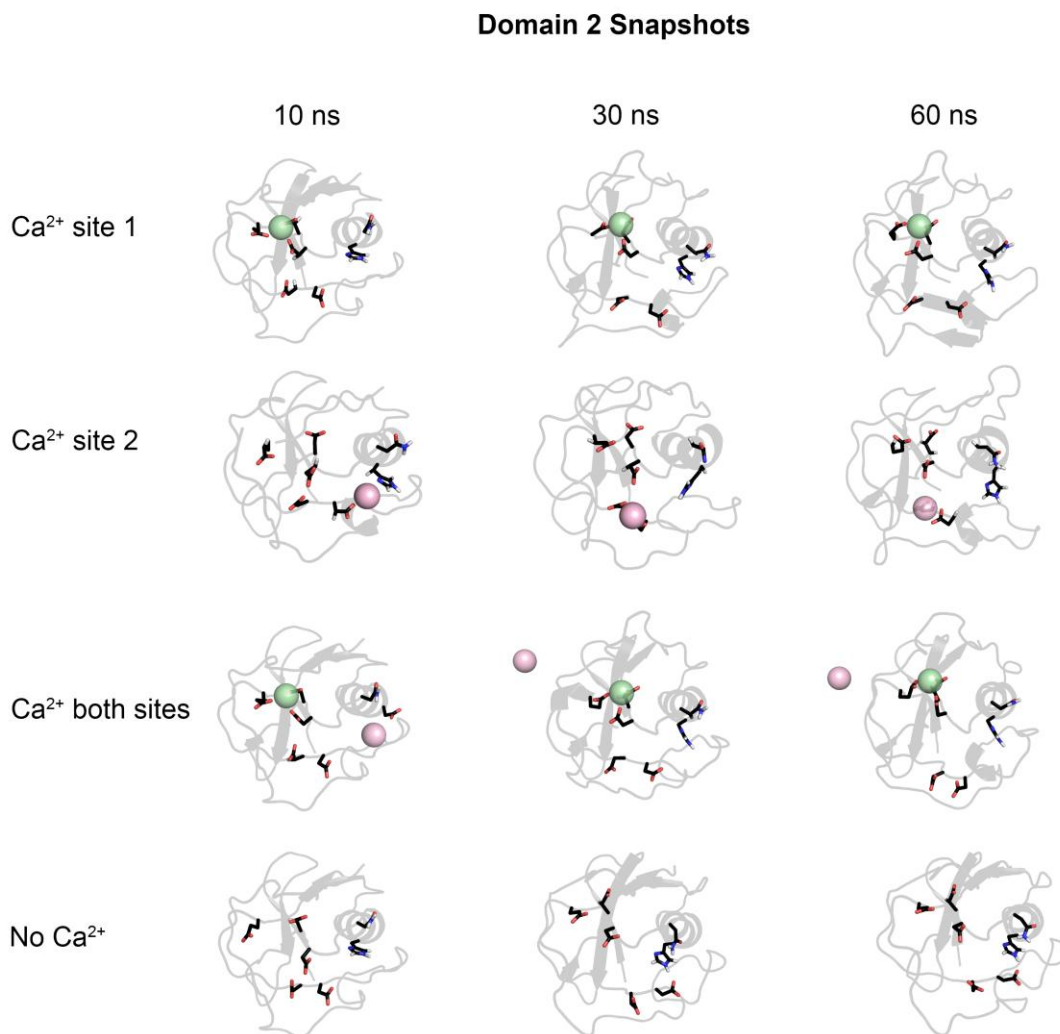 Domain 2 Snapshots
10 ns 30 ns 60 ns
Ca²⁺ site 1
Ca²⁺ site 2
Ca²⁺ both sites
No Ca²⁺